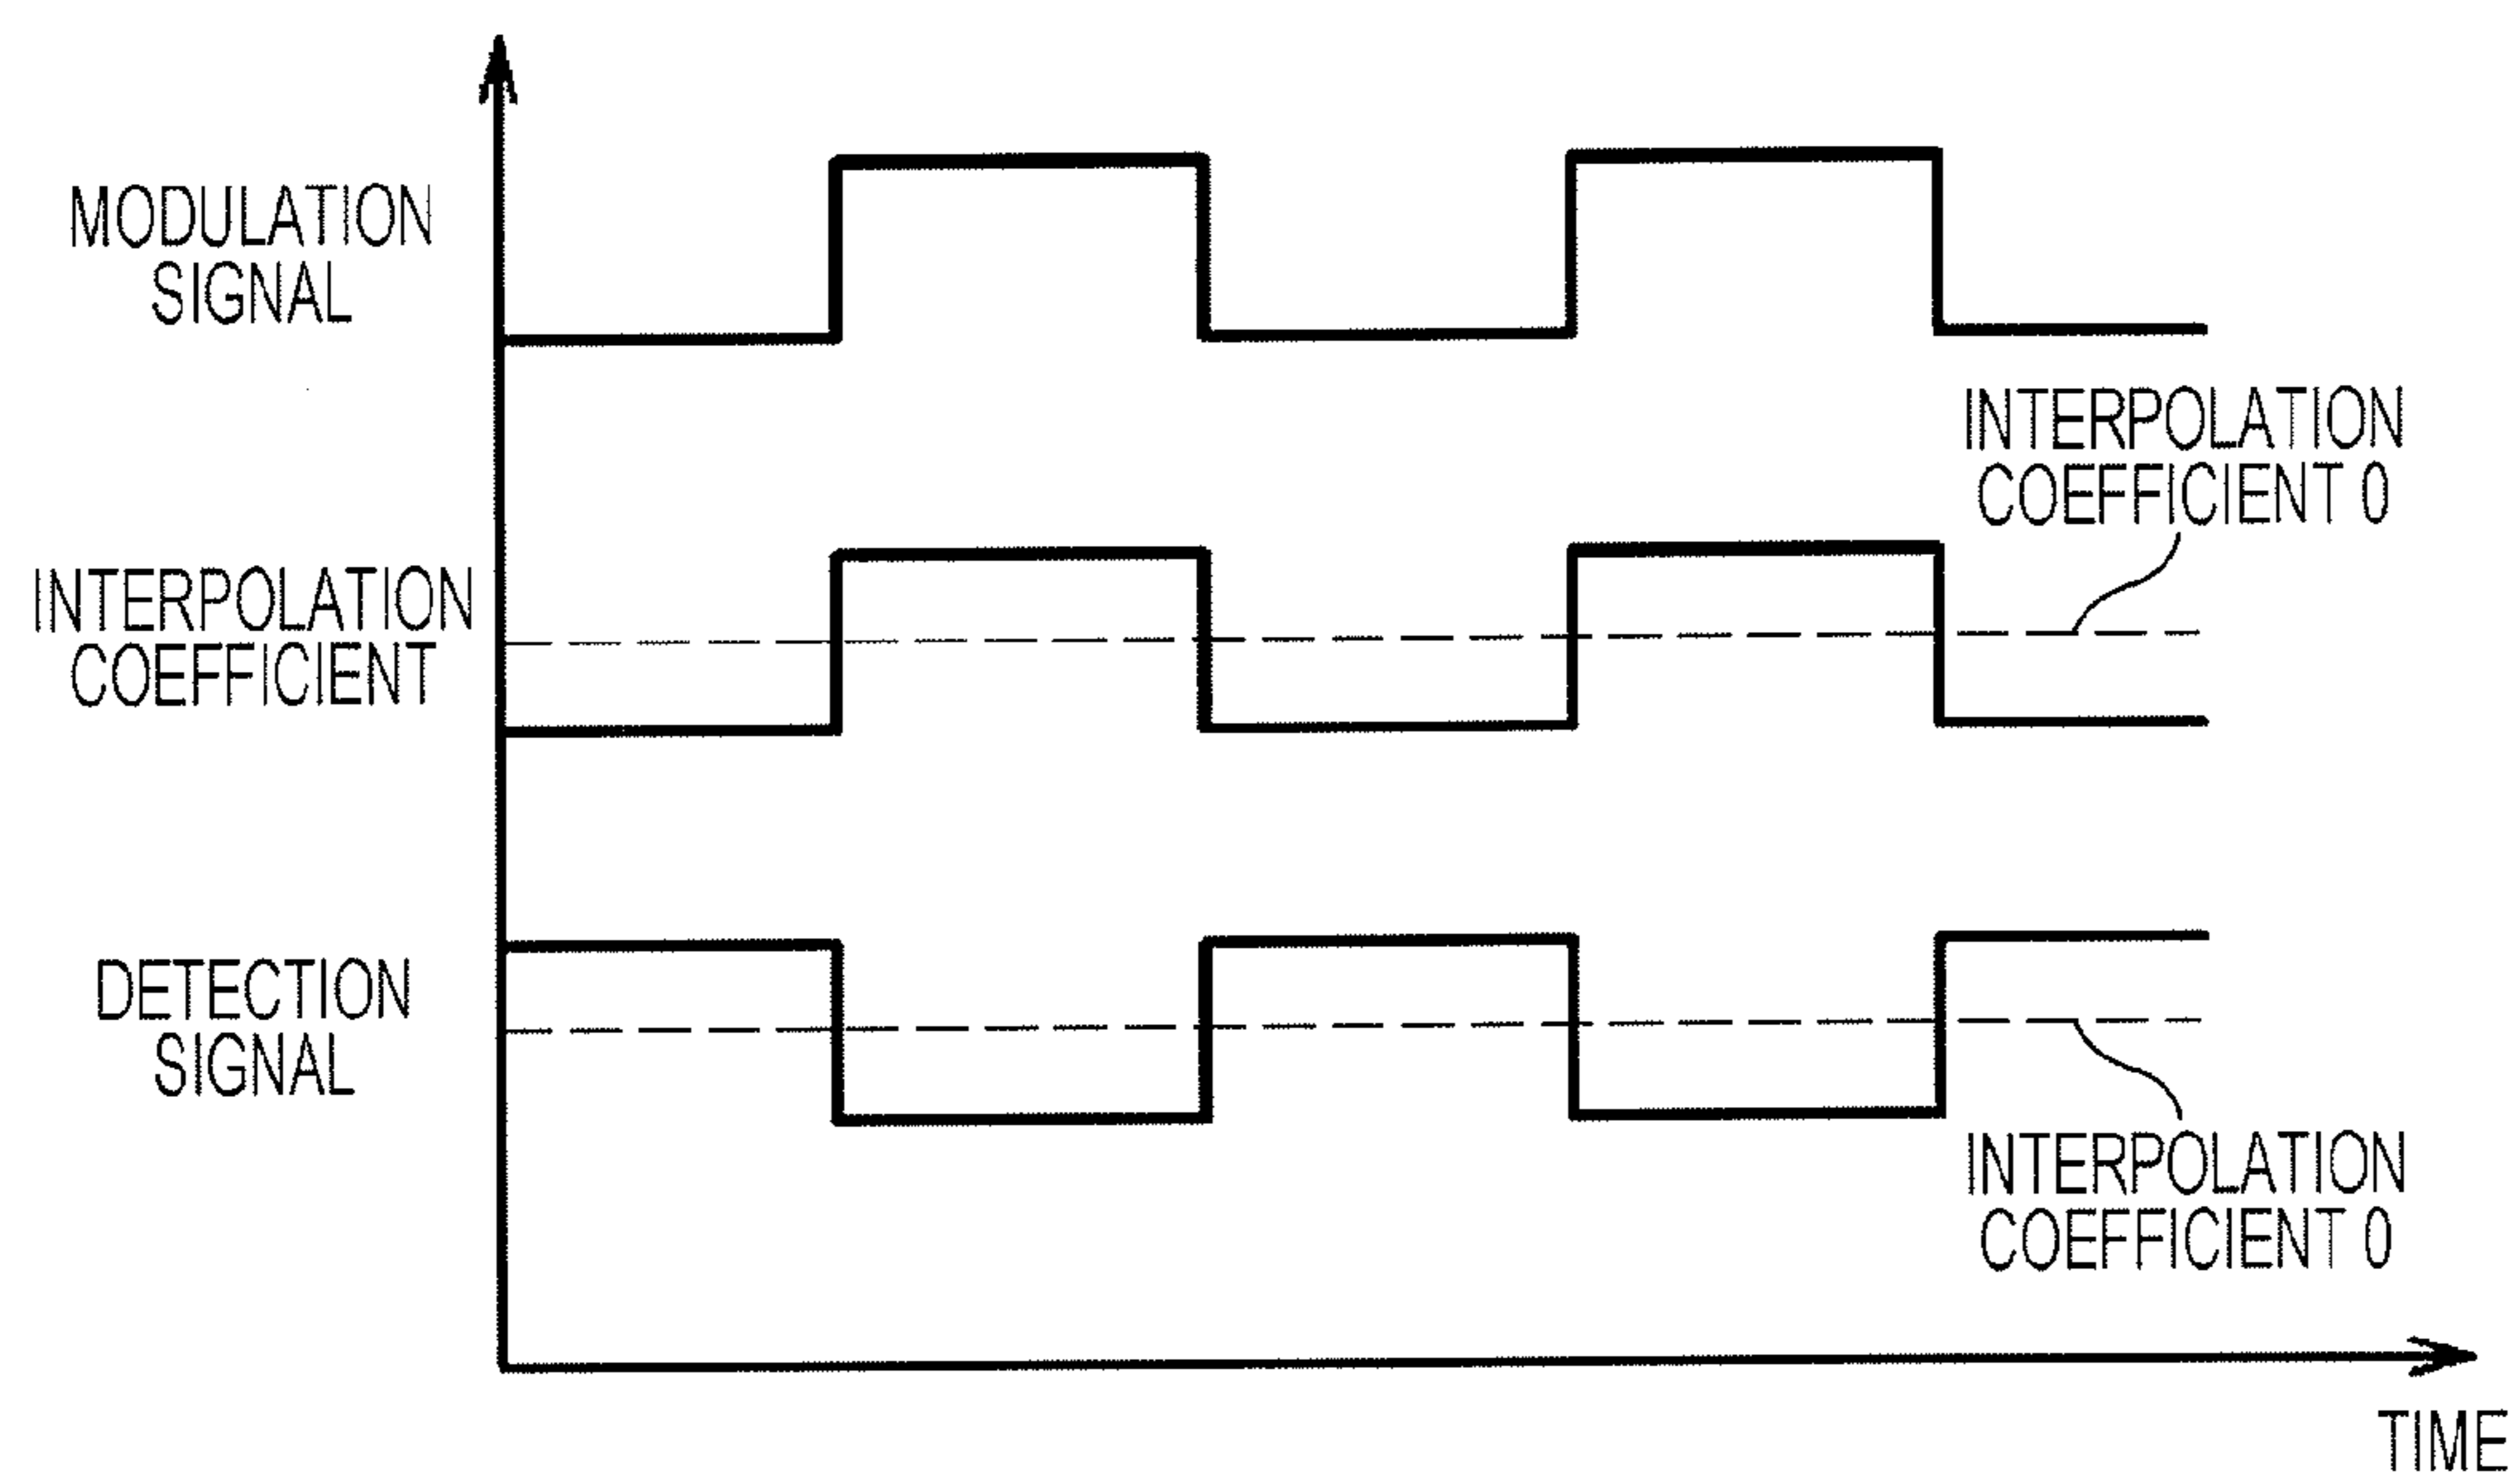 MODULATION
SIGNAL
INTERPOLATION
COEFFICIENT 0
INTERPOLATION
COEFFICIENT
DETECTION
SIGNAL
INTERPOLATION
COEFFICIENT 0
TIME